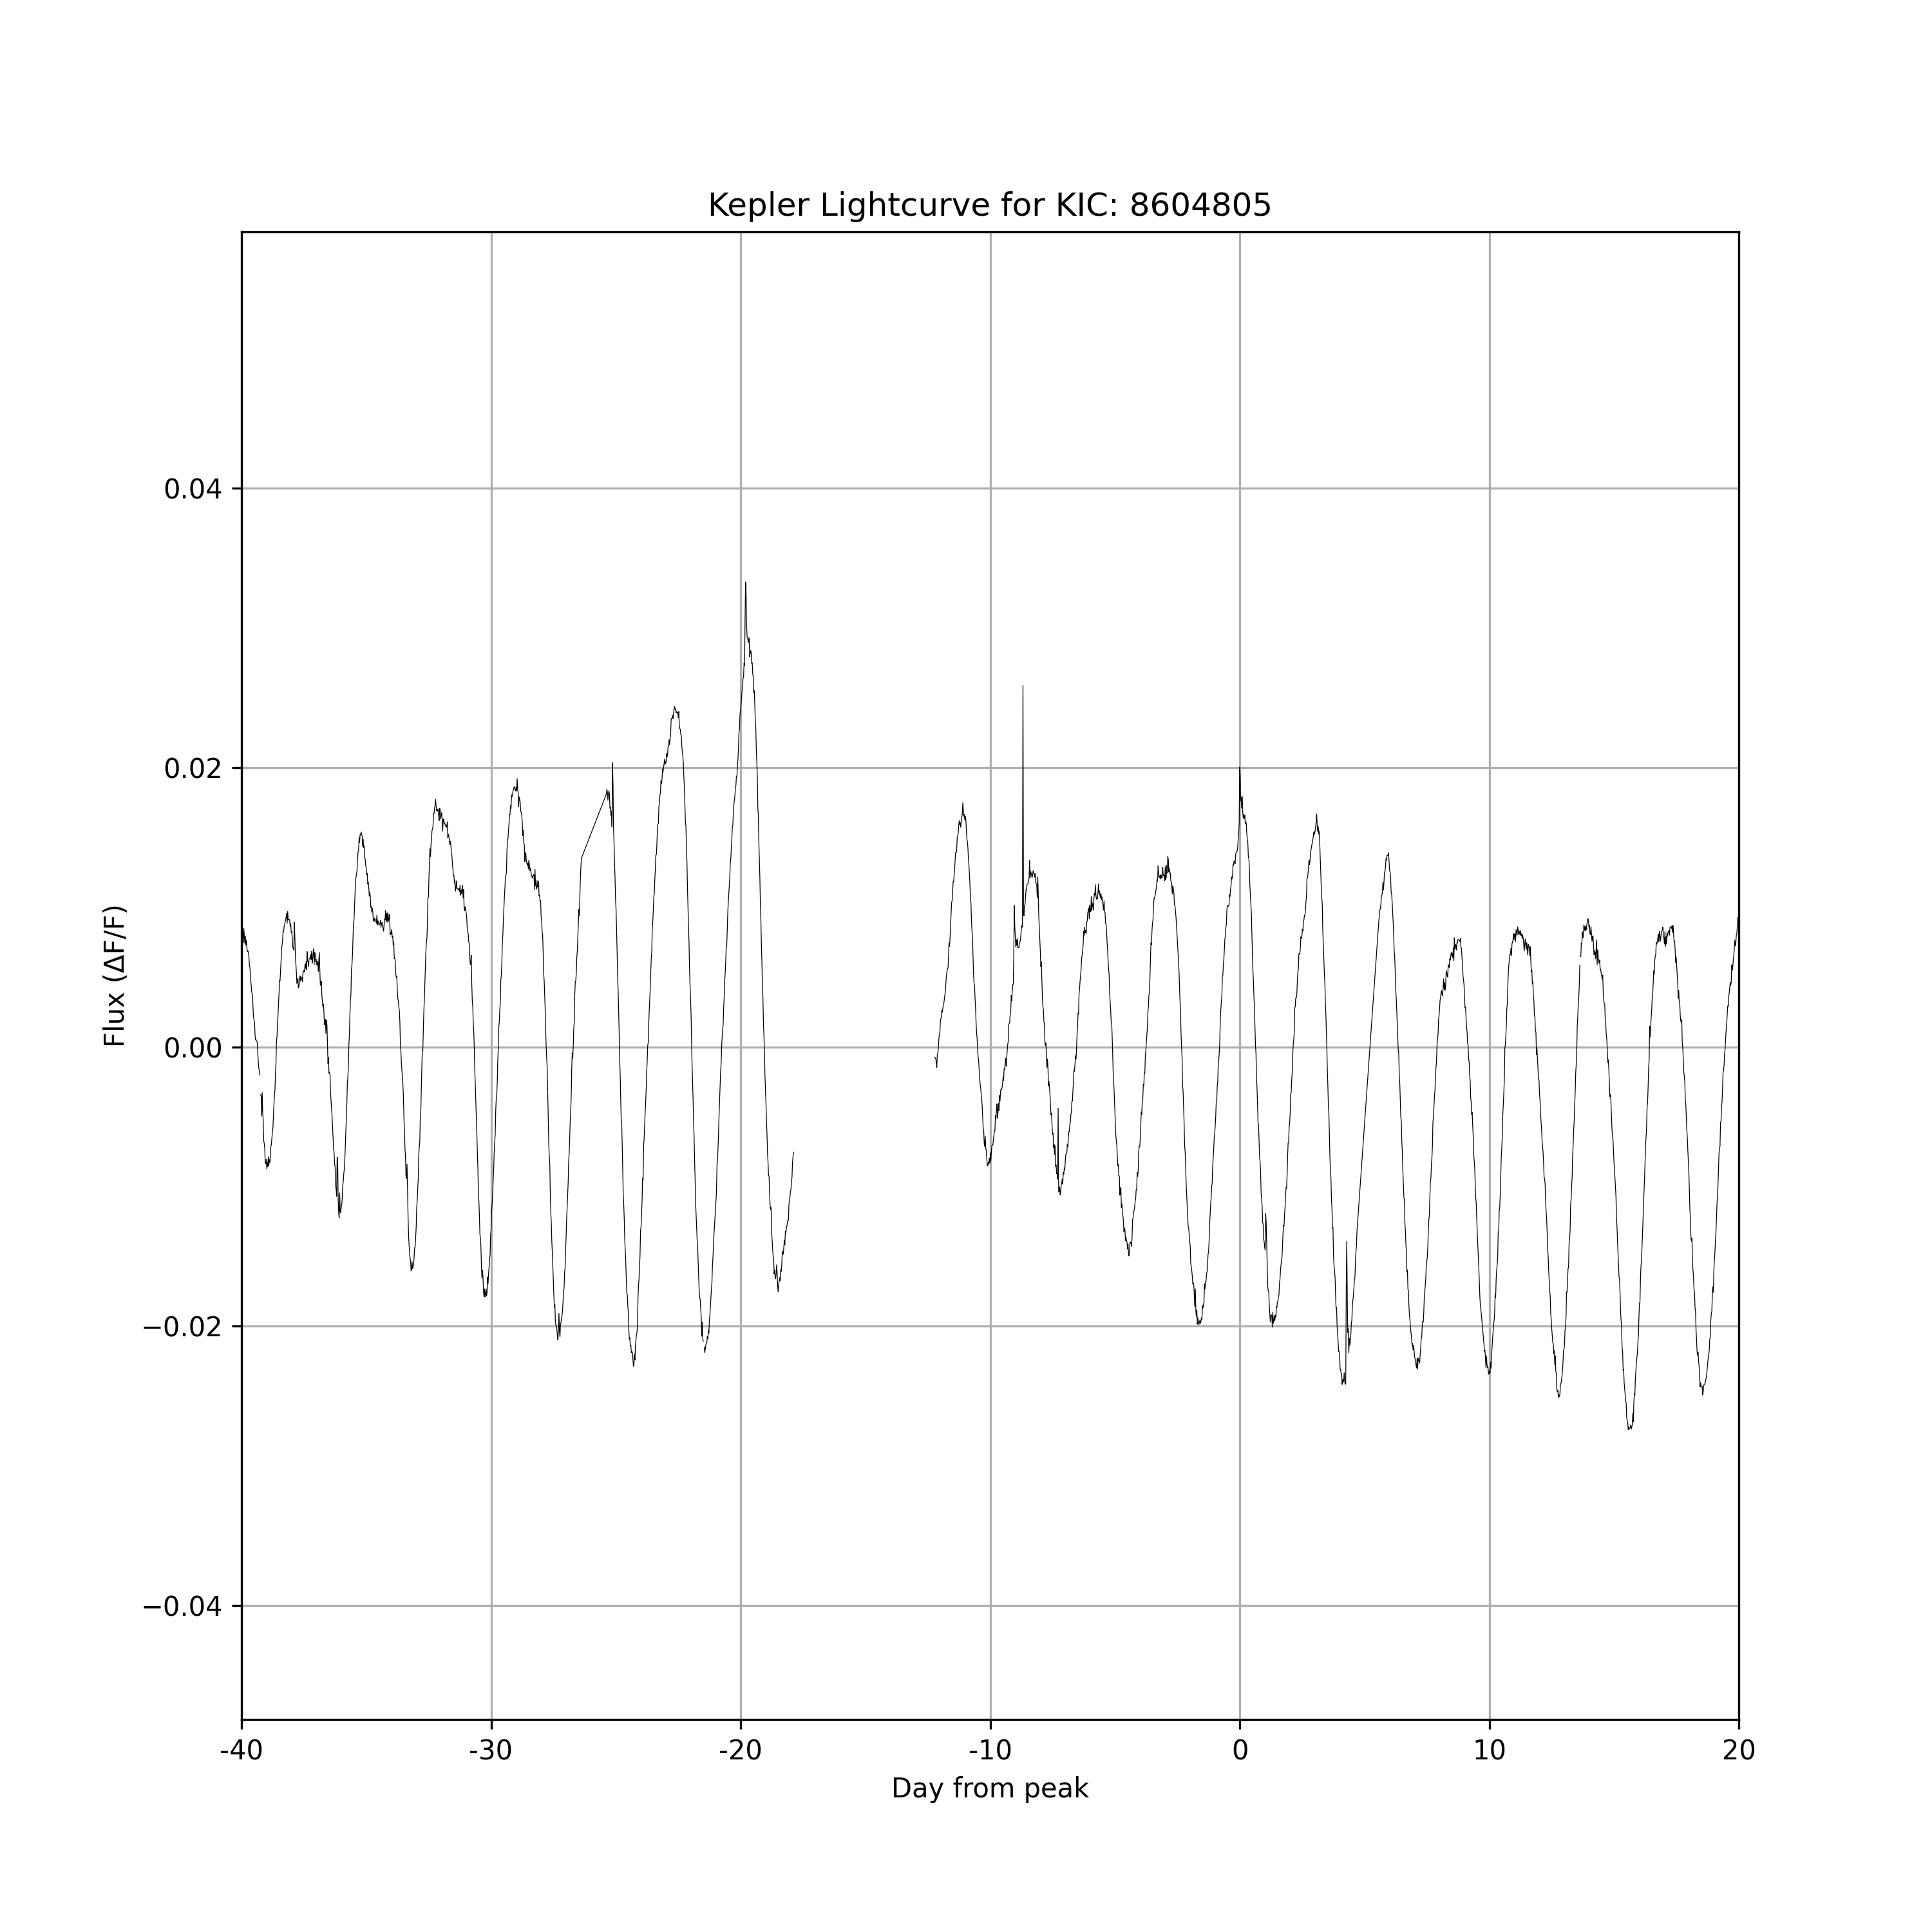 Kepler Lightcurve for KIC: 8604805
Flux (ΔF/F)
0.04
0.02
0.00
−0.02
−0.04
-40 -30 -20 -10 0 10 20
Day from peak